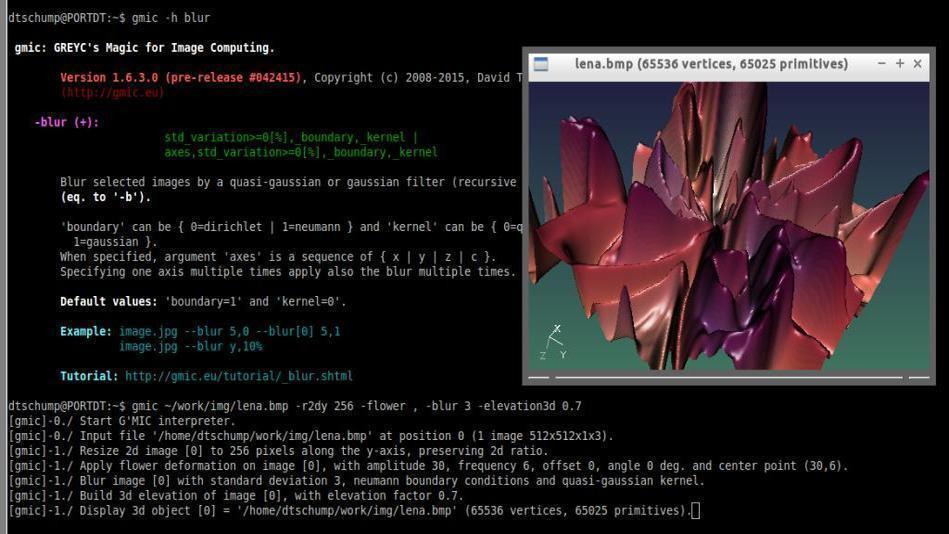 dtschump@PORTDT:~$ gmic -h blur
gmic: GREYC's Magic for Image Computing.
lena.bmp (65536 vertices, 65025 primitives)
Version 1.6.3.0 (pre-release #042415), Copyright (c) 2008-2015, David T
(http://gmic.eu)
-blur (+):
std_variation>=0[%],_boundary,_kernel |
axes,std_variation>=0[%],_boundary,_kernel
Blur selected images by a quasi-gaussian or gaussian filter (recursive
(eq. to '-b').
'boundary' can be { 0=dirichlet | 1=neumann } and 'kernel' can be { 0=q
1=gaussian }.
When specified, argument 'axes' is a sequence of { x | y | z | c }.
Specifying one axis multiple times apply also the blur multiple times.
Default values: 'boundary=1' and 'kernel=0'.
Example: image.jpg --blur 5,0 --blur[0] 5,1
image.jpg --blur y,10%
X
Z Y
Tutorial: http://gmic.eu/tutorial/_blur.shtml
dtschump@PORTDT:~$ gmic ~/work/img/lena.bmp -r2dy 256 -flower , -blur 3 -elevation3d 0.7
[gmic]-0./ Start G'MIC interpreter.
[gmic]-0./ Input file '/home/dtschump/work/img/lena.bmp' at position 0 (1 image 512x512x1x3).
[gmic]-1./ Resize 2d image [0] to 256 pixels along the y-axis, preserving 2d ratio.
[gmic]-1./ Apply flower deformation on image [0], with amplitude 30, frequency 6, offset 0, angle 0 deg. and center point (30,6).
[gmic]-1./ Blur image [0] with standard deviation 3, neumann boundary conditions and quasi-gaussian kernel.
[gmic]-1./ Build 3d elevation of image [0], with elevation factor 0.7.
[gmic]-1./ Display 3d object [0] = '/home/dtschump/work/img/lena.bmp' (65536 vertices, 65025 primitives).